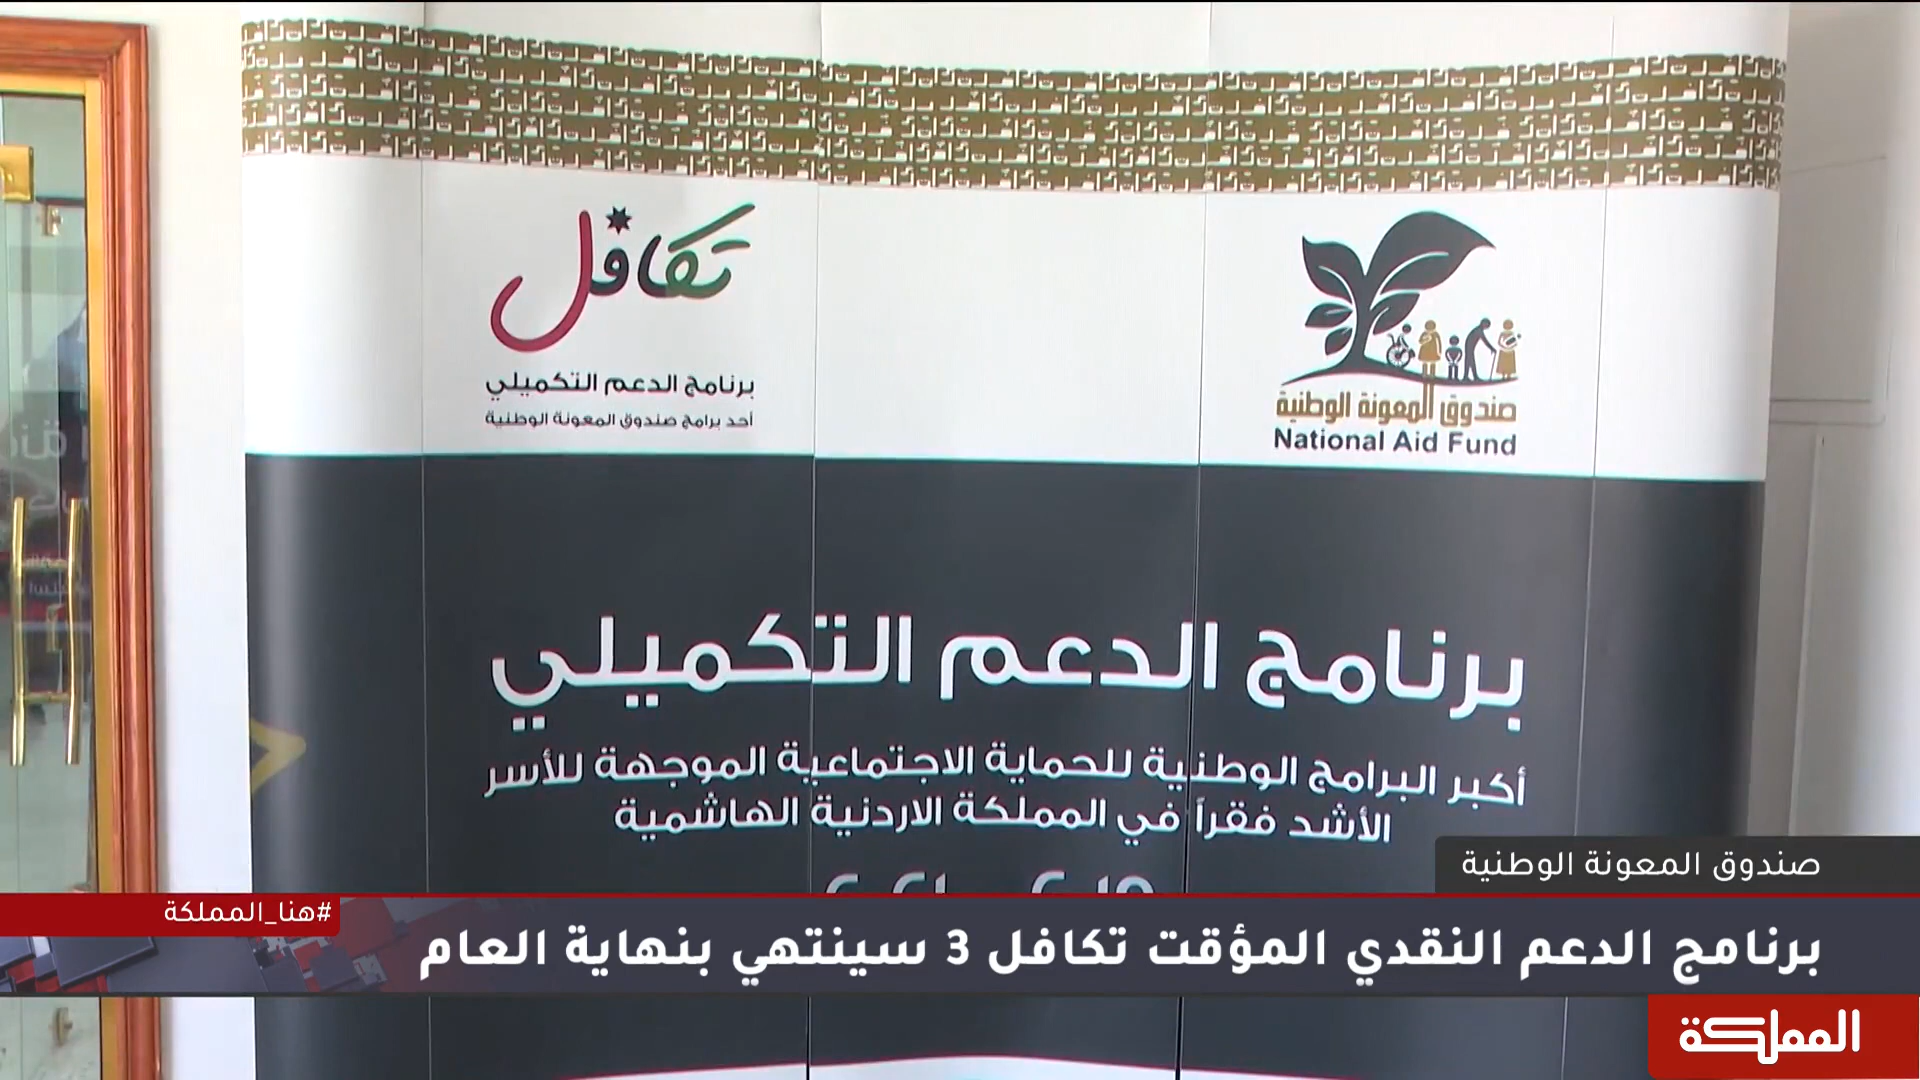 تكافل
برنامج الدعم التكميلي
أحد برامج صندوق المعونة الوطنية
صندوق المعونة الوطنية
National Aid Fund
برنامج الدعم التكميلي
أكبر البرامج الوطنية للحماية الاجتماعية الموجهة للأسر
الأشد فقراً في المملكة الاردنية الهاشمية
صندوق المعونة الوطنية
#هنا_المملكة
برنامج الدعم النقدي المؤقت تكافل 3 سينتهي بنهاية العام
المملكة